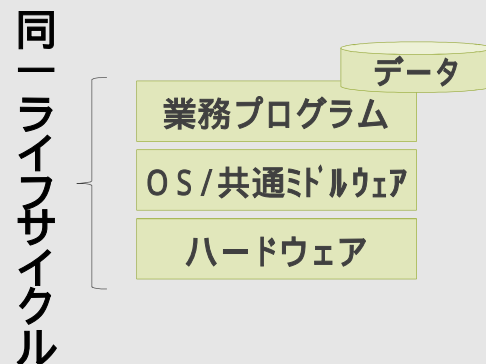 同一ライフサイクル
データ
業務プログラム
ＯＳ/共通ﾐﾄﾞﾙｳｪｱ
ハードウェア